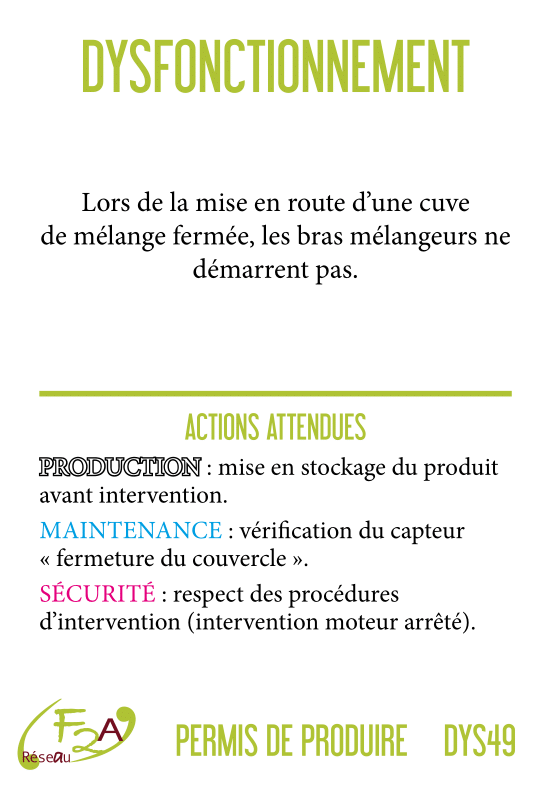 DYSFONCTIONNEMENT
Lors de la mise en route d’une cuve
de mélange fermée, les bras mélangeurs ne
démarrent pas.
ACTIONS ATTENDUES
PRODUCTION : mise en stockage du produit
avant intervention.
MAINTENANCE : vérification du capteur
« fermeture du couvercle ».
SÉCURITÉ : respect des procédures
d’intervention (intervention moteur arrêté).
F2A
Réseau
PERMIS DE PRODUIRE DYS49